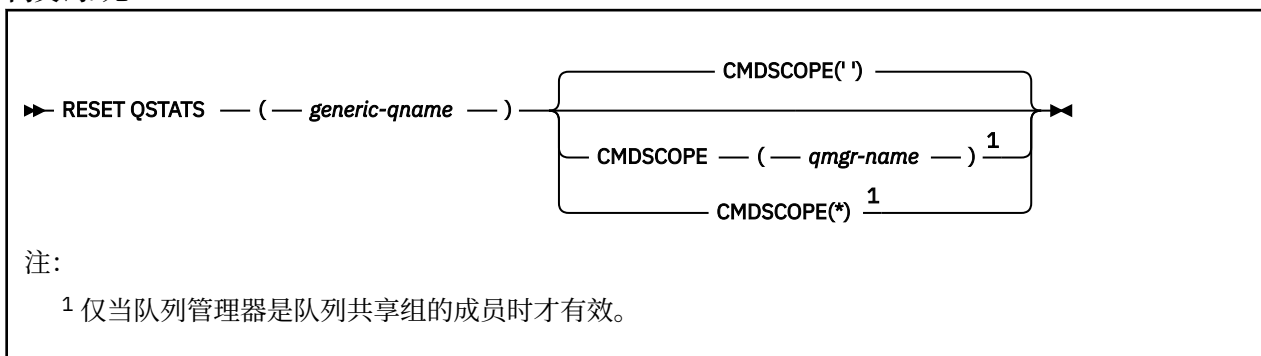 CMDSCOPE(' ')
RESET QSTATS ( generic-qname )
CMDSCOPE ( qmgr-name ) 1
CMDSCOPE(*) 1
注：
1 仅当队列管理器是队列共享组的成员时才有效。